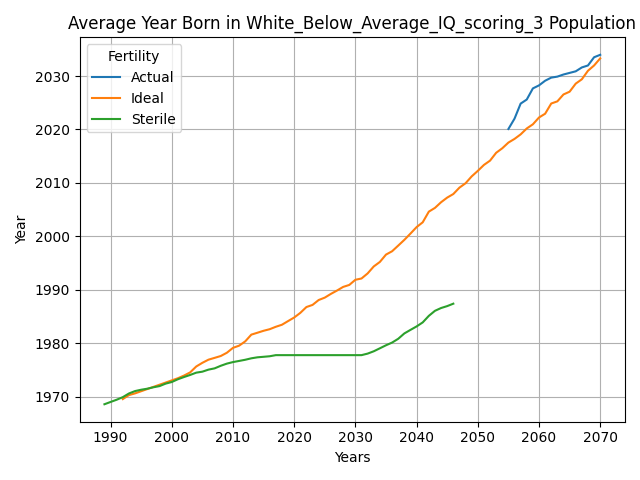 Average Year Born in White_Below_Average_IQ_scoring_3 Population
Fertility
Actual
Ideal
Sterile
Year
2030
2020
2010
2000
1990
1980
1970
1990 2000 2010 2020 2030 2040 2050 2060 2070
Years